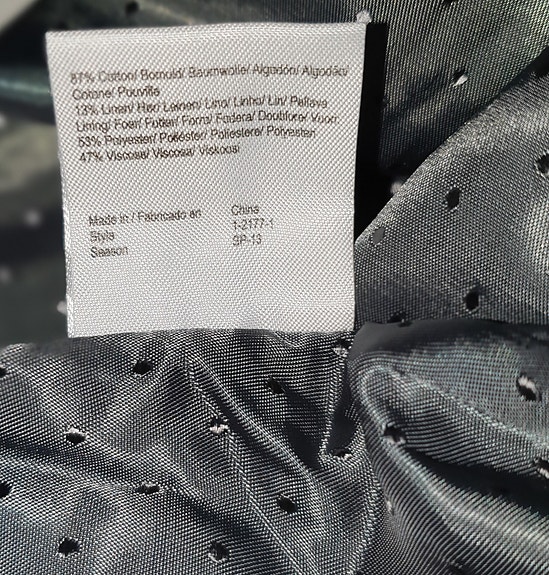 87% Cotton/ Bomuld/ Baumwolle/ Algodón/ Algodão/
Cotone/ Puuvilla
13% Linen/ Hør/ Leinen/ Lino/ Linho/ Lin/ Pellava
Lining/ Foer/ Futter/ Forro/ Fodera/ Doublure/ Vuori:
53% Polyester/ Poliéster/ Poliestere/ Polyesteri
47% Viscose/ Viscosa/ Viskoosi
Made in / Fabricado en China
Style 1-2177-1
Season SP-13